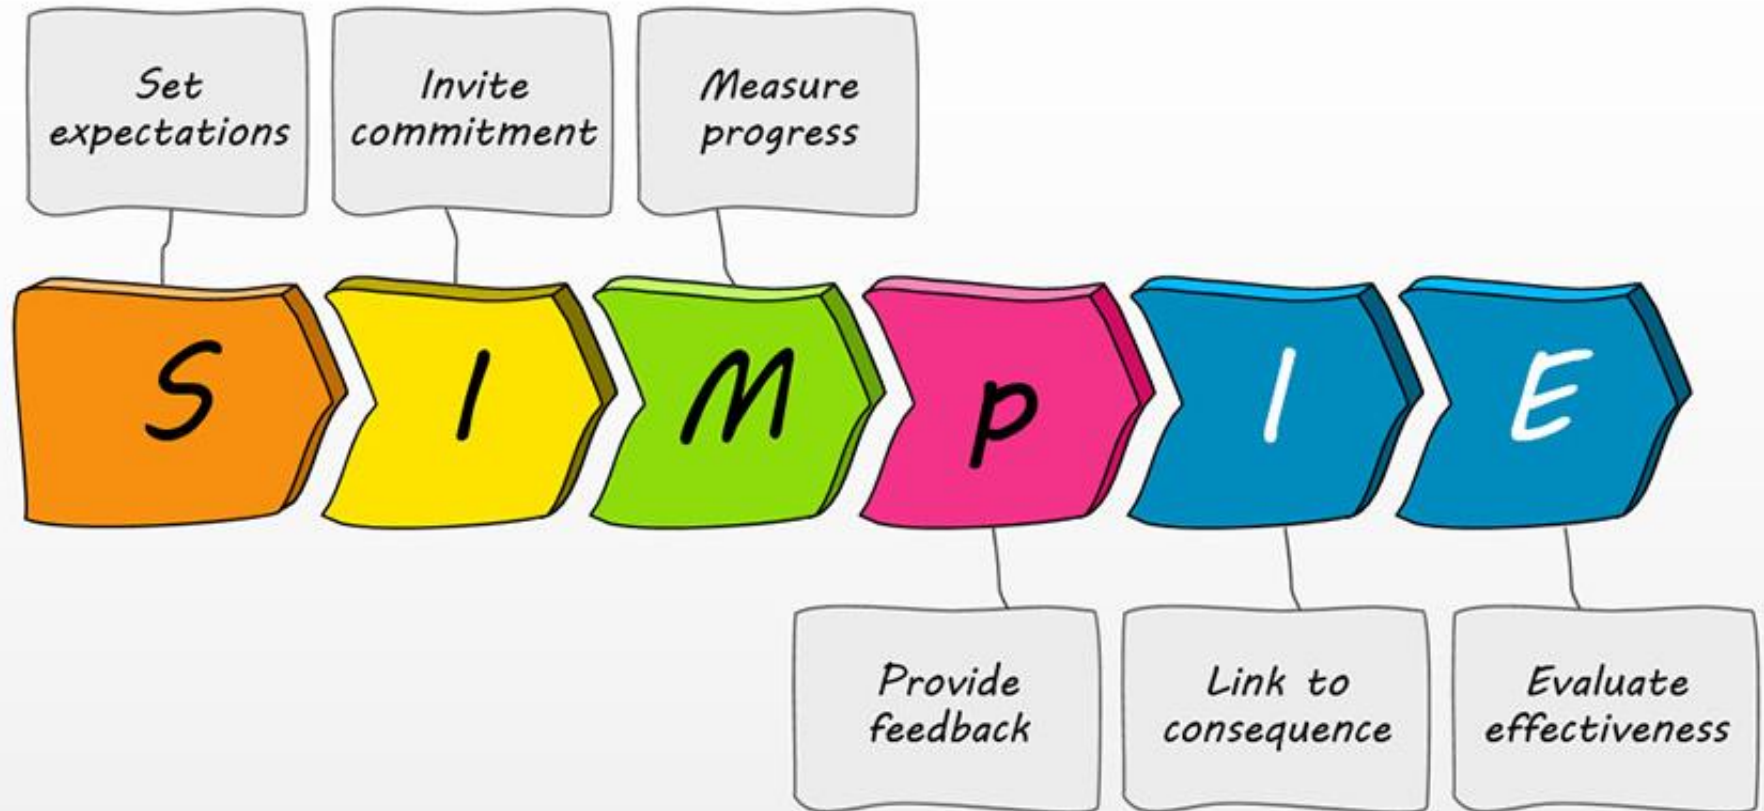 Set
expectations
Invite
commitment
Measure
progress
S I M p l E
Provide
feedback
Link to
consequence
Evaluate
effectiveness